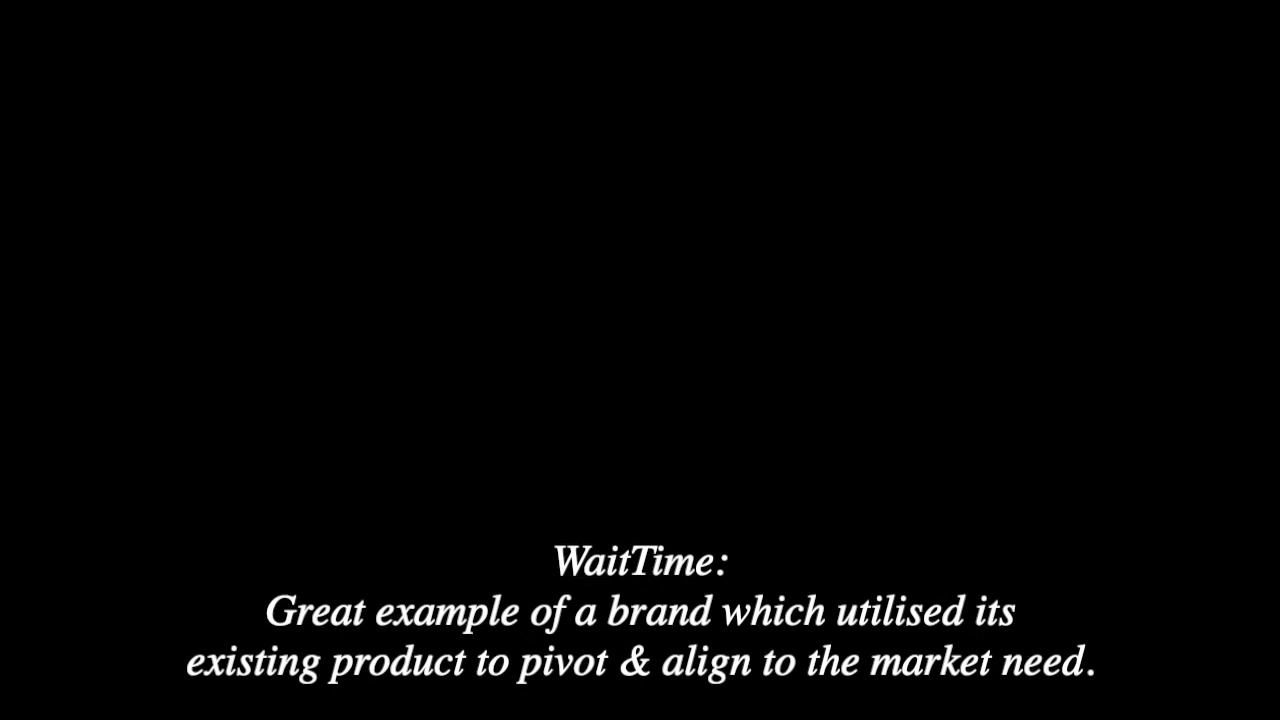 WaitTime:
Great example of a brand which utilised its
existing product to pivot & align to the market need.